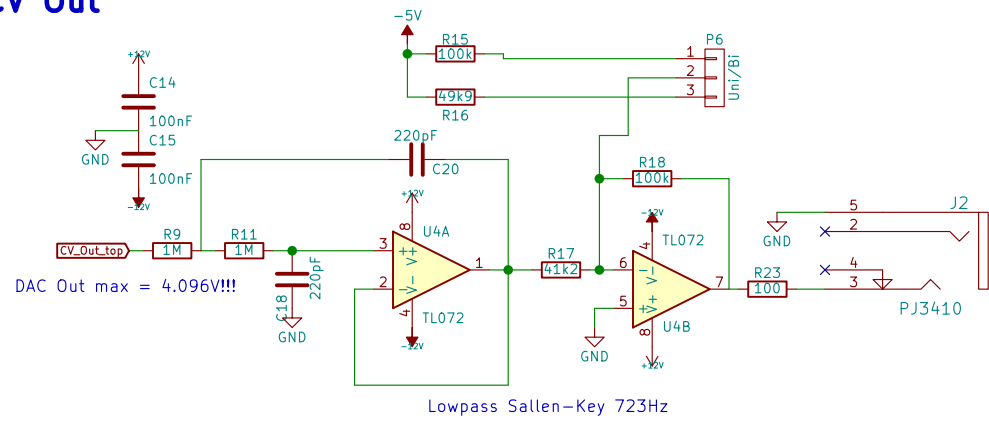 CV Out
-5V
R15
100k
P6
1
2
3
Uni/Bi
49k9
R16
+12V
C14
100nF
C15
GND
100nF
-12V
220pF
C20
R18
100k
+12V
8
U4A
-12V
4
TL072
J2
5
2
GND
CV_Out_top
R9
1M
R11
1M
3
+
V+
1
2
-
V-
R17
41k2
6
-
V-
7
5
+
V+
R23
100
4
3
PJ3410
DAC Out max = 4.096V!!!
C18
220pF
GND
4
-12V
TL072
GND
8
+12V
U4B
Lowpass Sallen-Key 723Hz